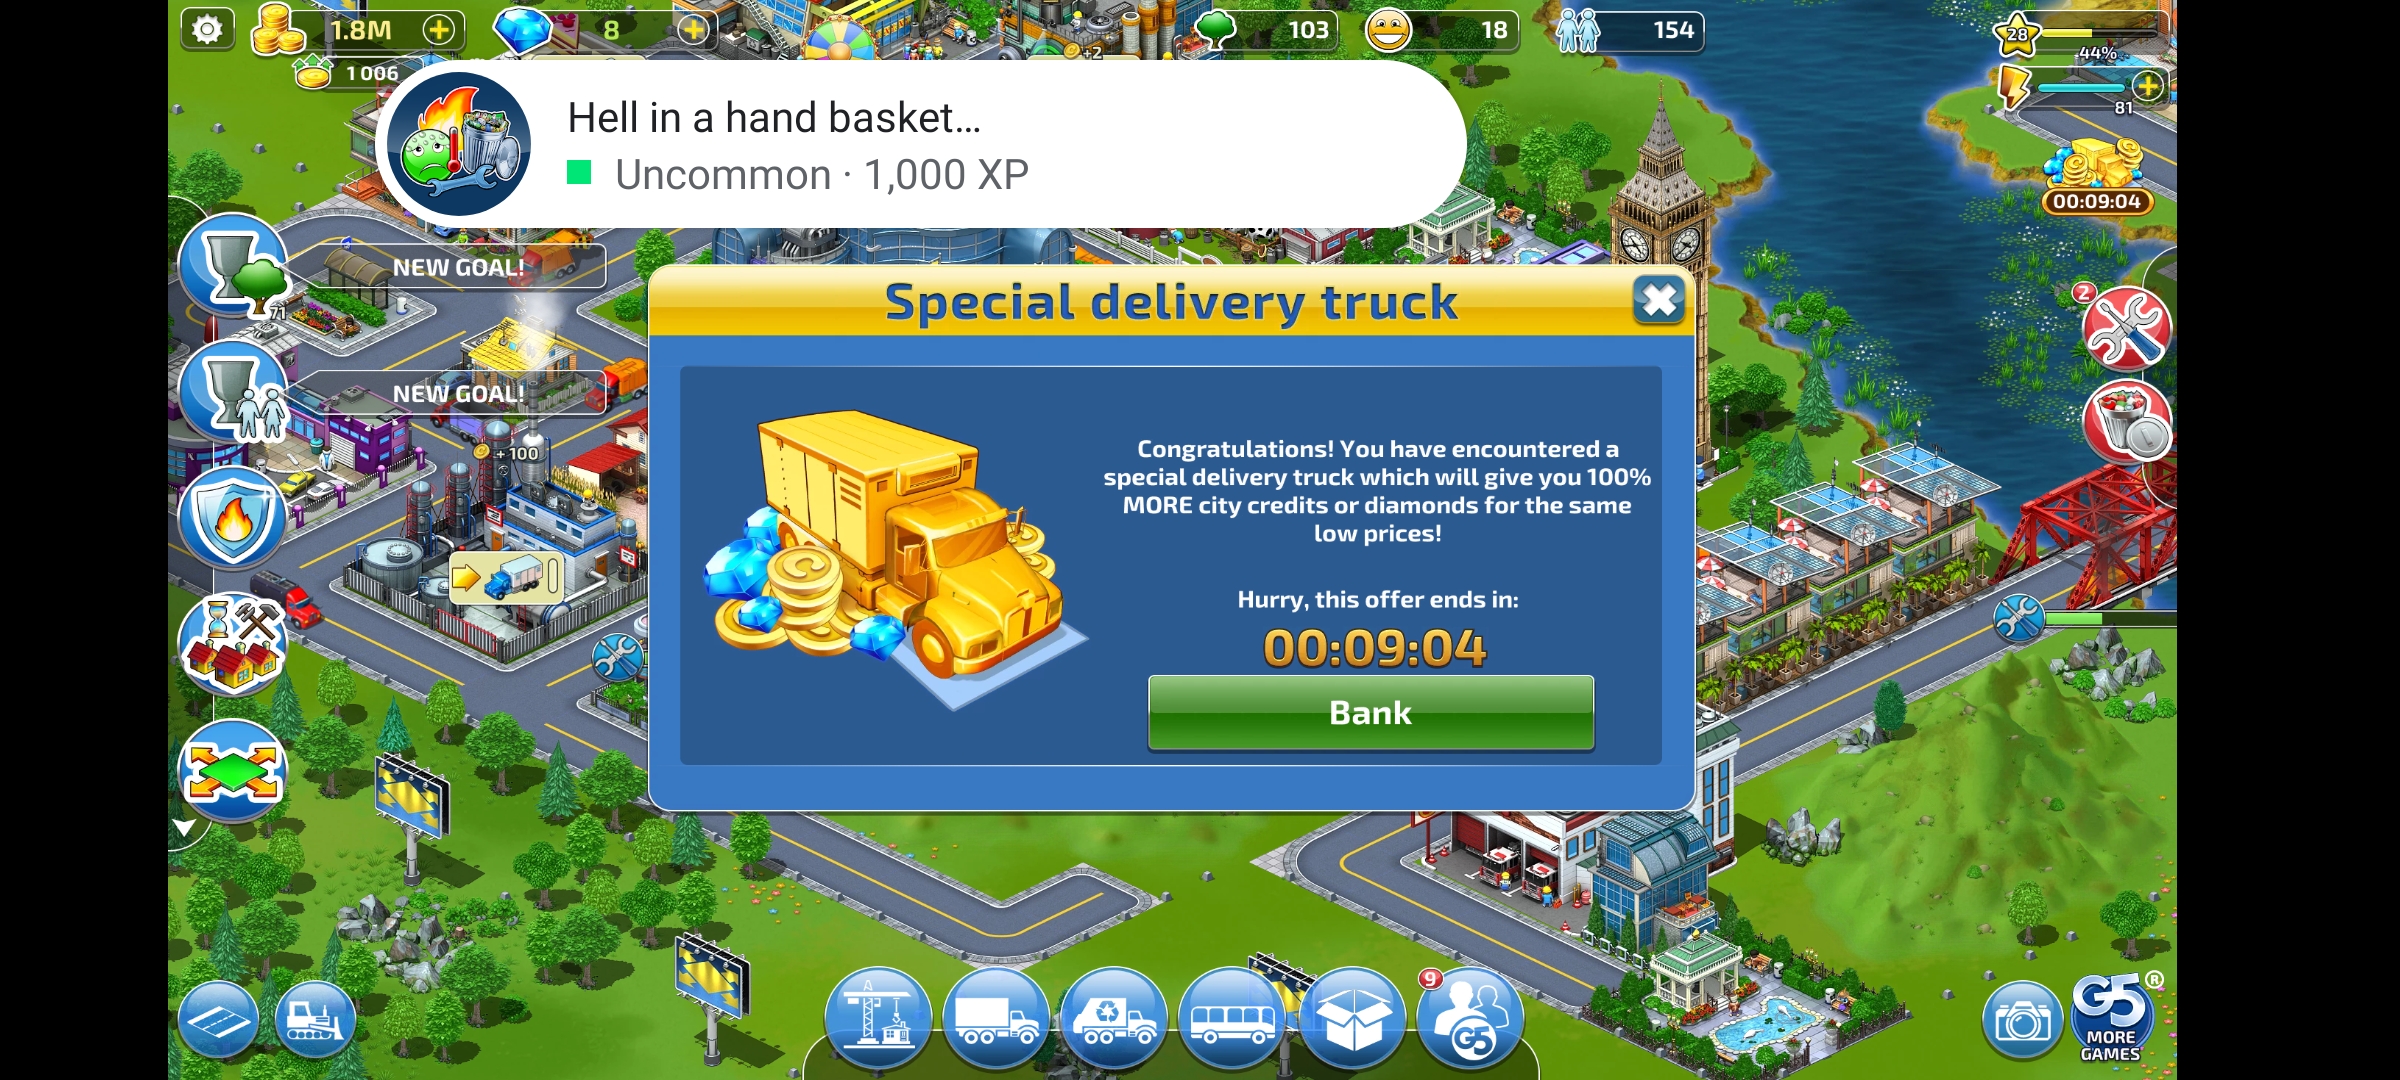 1.8M
8
103
18
154
28
44%
1 006
+2
81
Hell in a hand basket...
Uncommon · 1,000 XP
00:09:04
NEW GOAL!
71
NEW GOAL!
+100
2
Special delivery truck
Congratulations! You have encountered a
special delivery truck which will give you 100%
MORE city credits or diamonds for the same
low prices!
Hurry, this offer ends in:
00:09:04
Bank
9
G5
G5®
MORE
GAMES